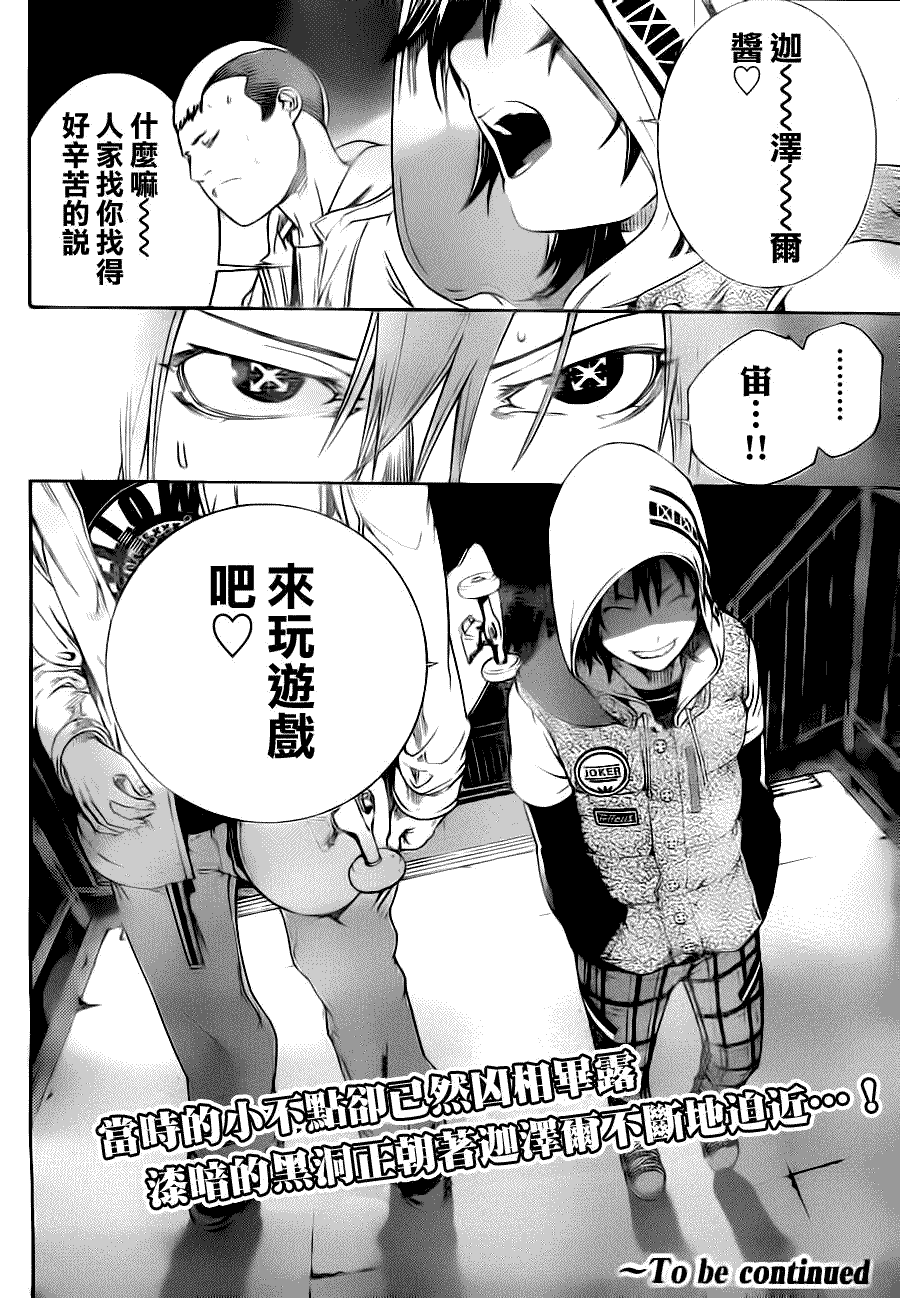 迦~~~澤~~~爾
醬♡
什麼嘛~~~~
人家找你找得
好辛苦的説
………
宙…!!
來玩遊戲
吧♡
JOKER
當時的小不點卻已然凶相畢露
漆暗的黑洞正朝著迦澤爾不斷地迫近…！
~To be continued